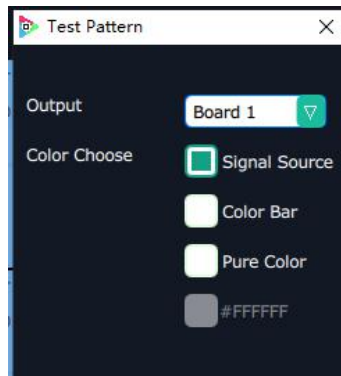 Test Pattern
Output
Board 1
Color Choose
Signal Source
Color Bar
Pure Color
#FFFFFF